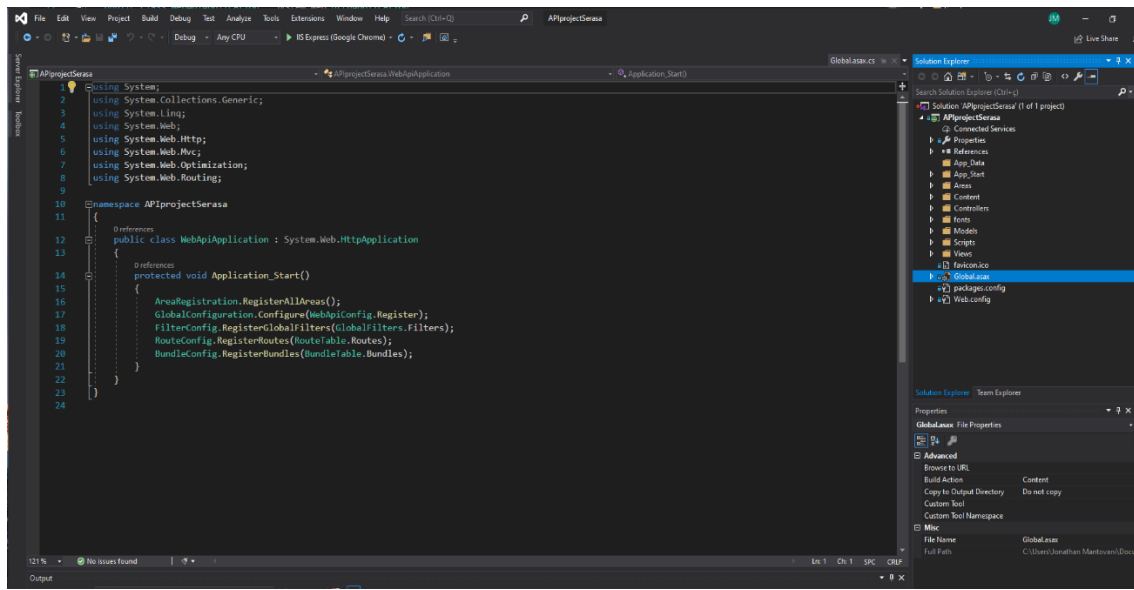 File Edit View Project Build Debug Test Analyze Tools Extensions Window Help Search (Ctrl+Q) APIprojectSerasa JM
Debug Any CPU IIS Express (Google Chrome) Live Share
Server Explorer
Toolbox
Global.asax.cs
APIprojectSerasa APIprojectSerasa.WebApiApplication Application_Start()
1 using System;
2 using System.Collections.Generic;
3 using System.Linq;
4 using System.Web;
5 using System.Web.Http;
6 using System.Web.Mvc;
7 using System.Web.Optimization;
8 using System.Web.Routing;
9
10 namespace APIprojectSerasa
11 {
0 references
12 public class WebApiApplication : System.Web.HttpApplication
13 {
0 references
14 protected void Application_Start()
15 {
16 AreaRegistration.RegisterAllAreas();
17 GlobalConfiguration.Configure(WebApiConfig.Register);
18 FilterConfig.RegisterGlobalFilters(GlobalFilters.Filters);
19 RouteConfig.RegisterRoutes(RouteTable.Routes);
20 BundleConfig.RegisterBundles(BundleTable.Bundles);
21 }
22 }
23 }
24
121 % No issues found Ln: 1 Ch: 1 SPC CRLF
Output
Solution Explorer
Search Solution Explorer (Ctrl+ç)
Solution 'APIprojectSerasa' (1 of 1 project)
APIprojectSerasa
Connected Services
Properties
References
App_Data
App_Start
Areas
Content
Controllers
fonts
Models
Scripts
Views
favicon.ico
Global.asax
packages.config
Web.config
Solution Explorer Team Explorer
Properties
Global.asax File Properties
Advanced
Browse to URL
Build Action Content
Copy to Output Directory Do not copy
Custom Tool
Custom Tool Namespace
Misc
File Name Global.asax
Full Path C:\Users\Jonathan Mantovani\Docu